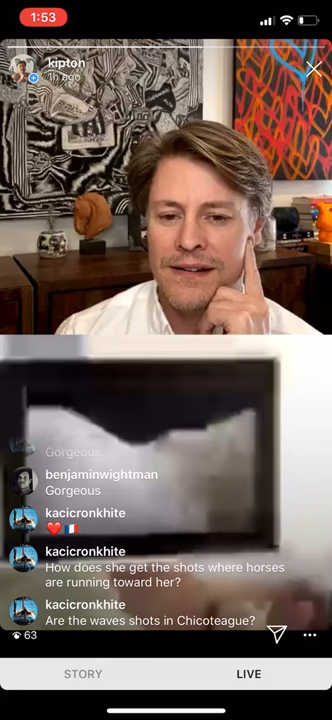 1:53
kipton
1h ago
Gorgeous
benjaminwightman
Gorgeous
kacicronkhite
kacicronkhite
How does she get the shots where horses
are running toward her?
kacicronkhite
Are the waves shots in Chicoteague?
63
STORY
LIVE